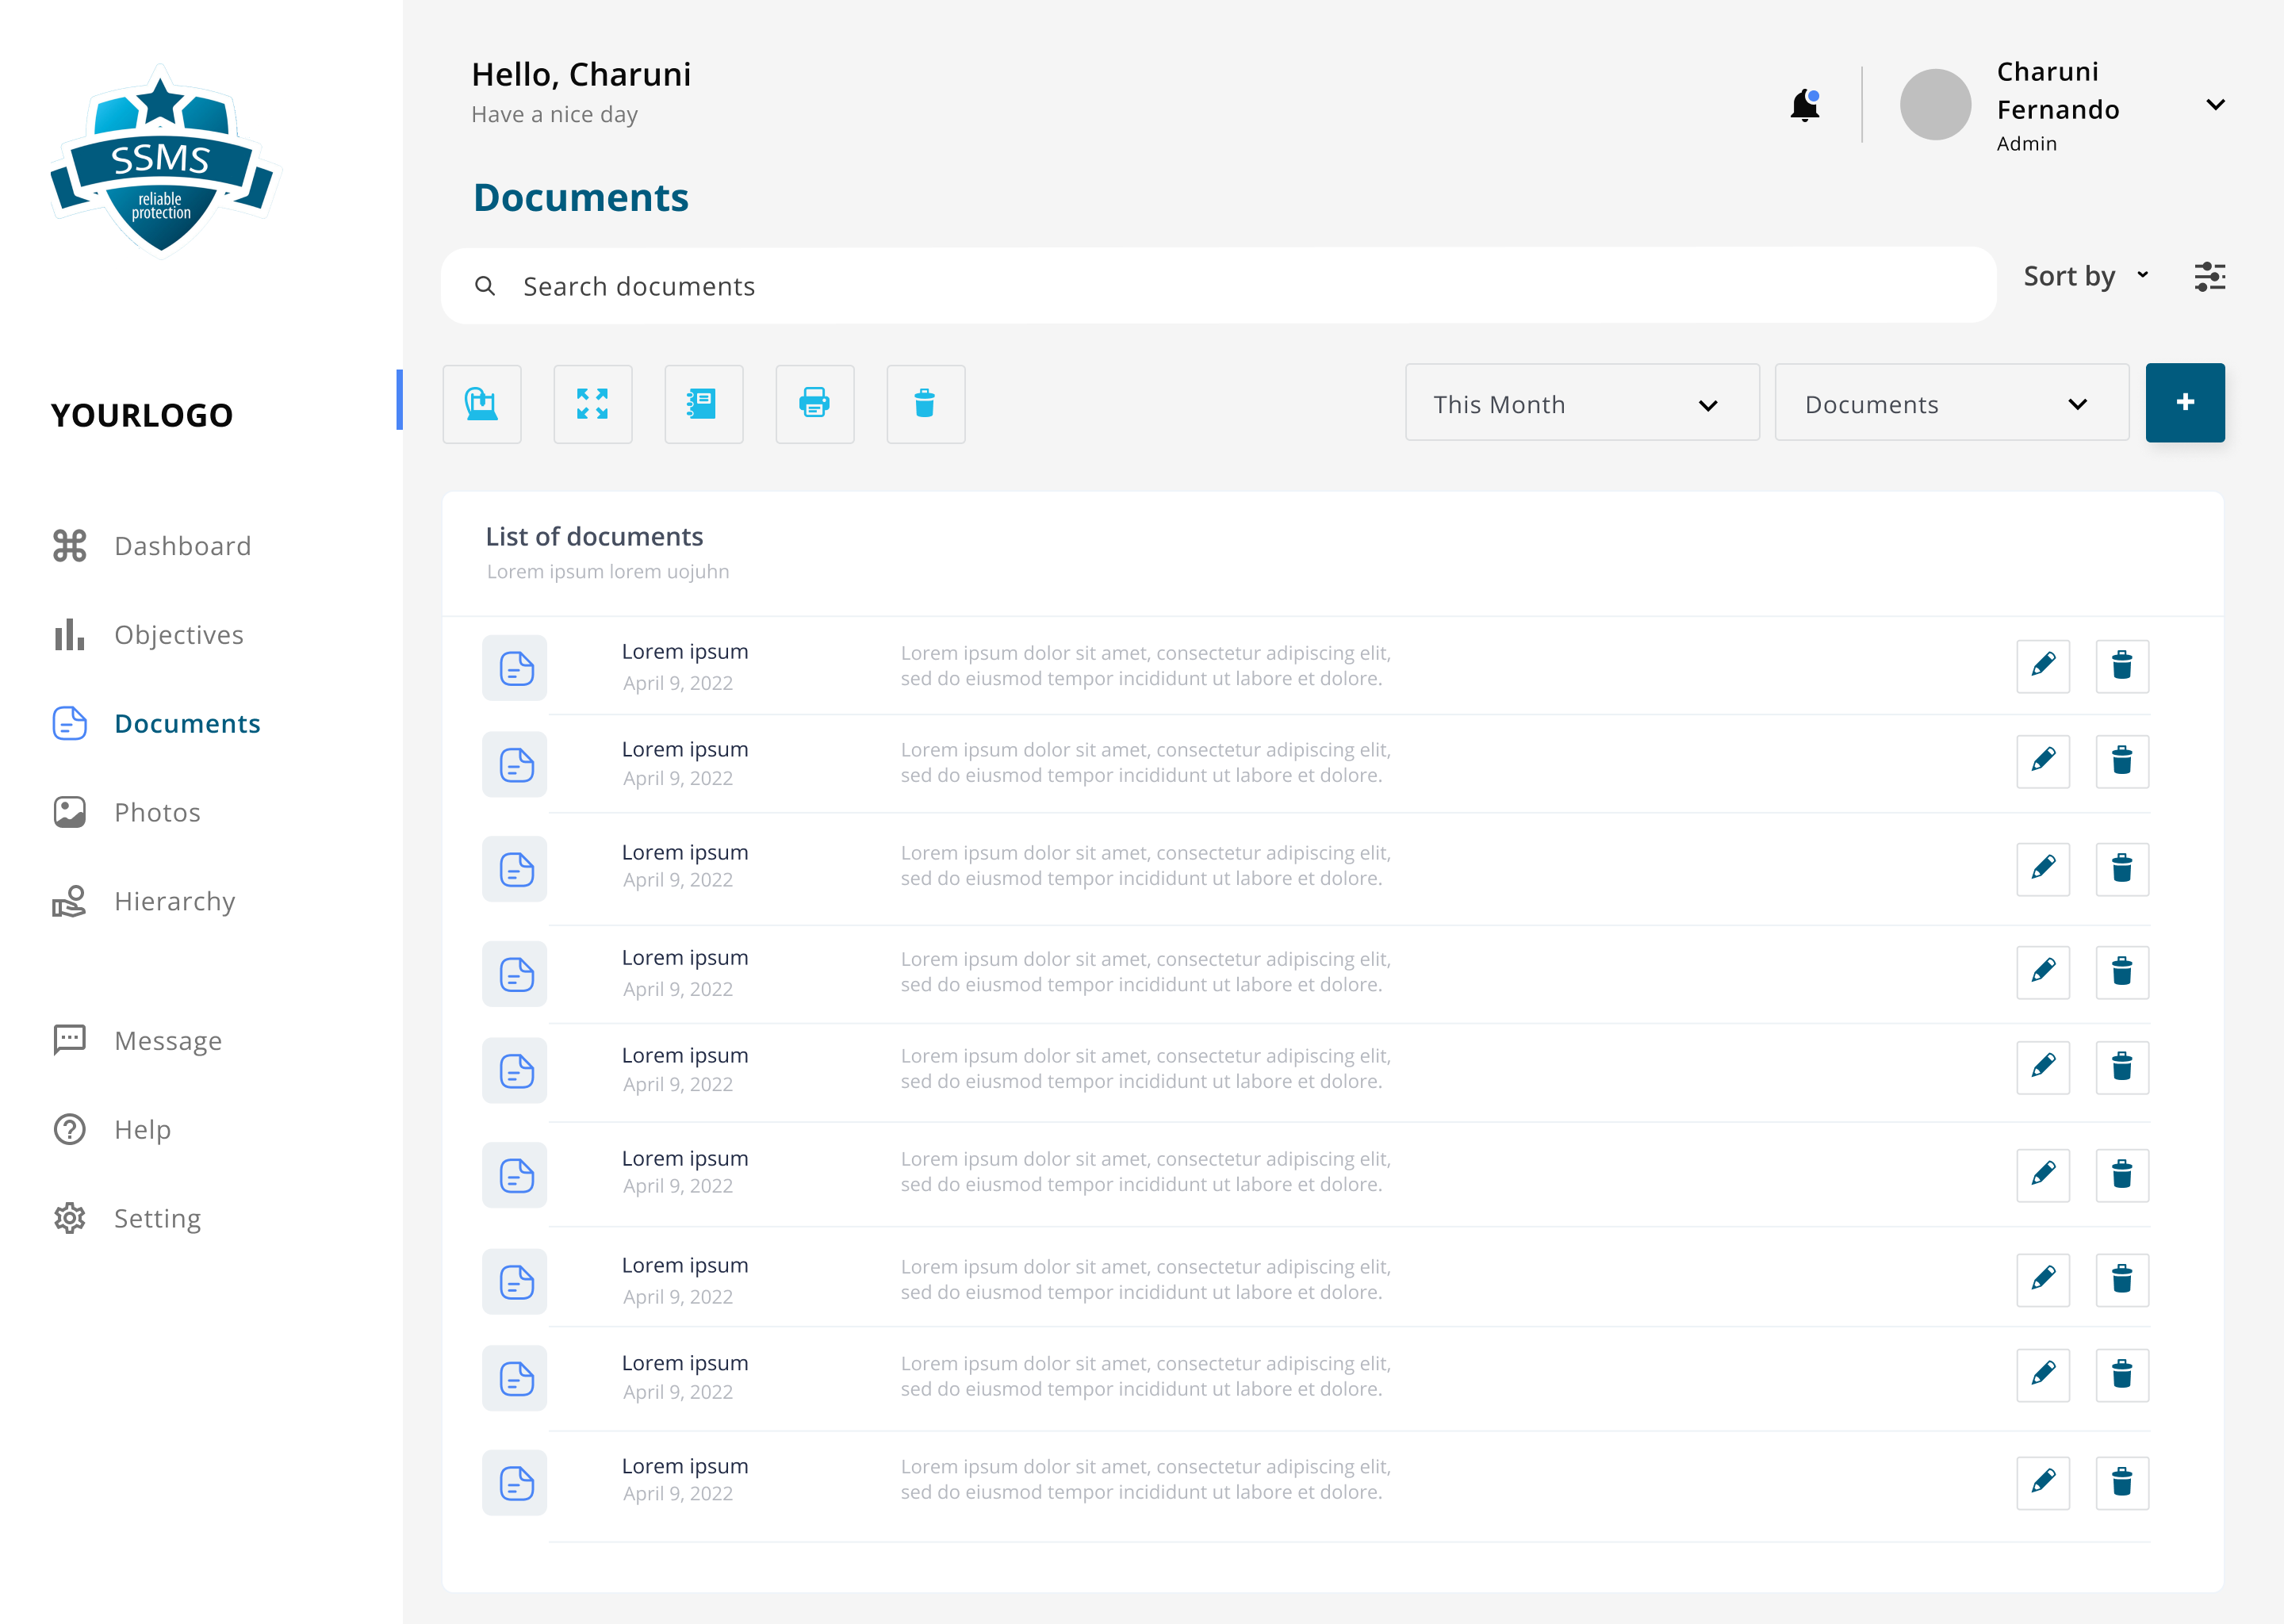 SSMS
reliable
protection
YOURLOGO
Dashboard
Objectives
Documents
Photos
Hierarchy
Message
Help
Setting
Hello, Charuni
Have a nice day
Charuni
Fernando
Admin
Documents
Search documents
Sort by
This Month
Documents
List of documents
Lorem ipsum lorem uojuhn
Lorem ipsum
April 9, 2022
Lorem ipsum dolor sit amet, consectetur adipiscing elit,
sed do eiusmod tempor incididunt ut labore et dolore.
Lorem ipsum
April 9, 2022
Lorem ipsum dolor sit amet, consectetur adipiscing elit,
sed do eiusmod tempor incididunt ut labore et dolore.
Lorem ipsum
April 9, 2022
Lorem ipsum dolor sit amet, consectetur adipiscing elit,
sed do eiusmod tempor incididunt ut labore et dolore.
Lorem ipsum
April 9, 2022
Lorem ipsum dolor sit amet, consectetur adipiscing elit,
sed do eiusmod tempor incididunt ut labore et dolore.
Lorem ipsum
April 9, 2022
Lorem ipsum dolor sit amet, consectetur adipiscing elit,
sed do eiusmod tempor incididunt ut labore et dolore.
Lorem ipsum
April 9, 2022
Lorem ipsum dolor sit amet, consectetur adipiscing elit,
sed do eiusmod tempor incididunt ut labore et dolore.
Lorem ipsum
April 9, 2022
Lorem ipsum dolor sit amet, consectetur adipiscing elit,
sed do eiusmod tempor incididunt ut labore et dolore.
Lorem ipsum
April 9, 2022
Lorem ipsum dolor sit amet, consectetur adipiscing elit,
sed do eiusmod tempor incididunt ut labore et dolore.
Lorem ipsum
April 9, 2022
Lorem ipsum dolor sit amet, consectetur adipiscing elit,
sed do eiusmod tempor incididunt ut labore et dolore.